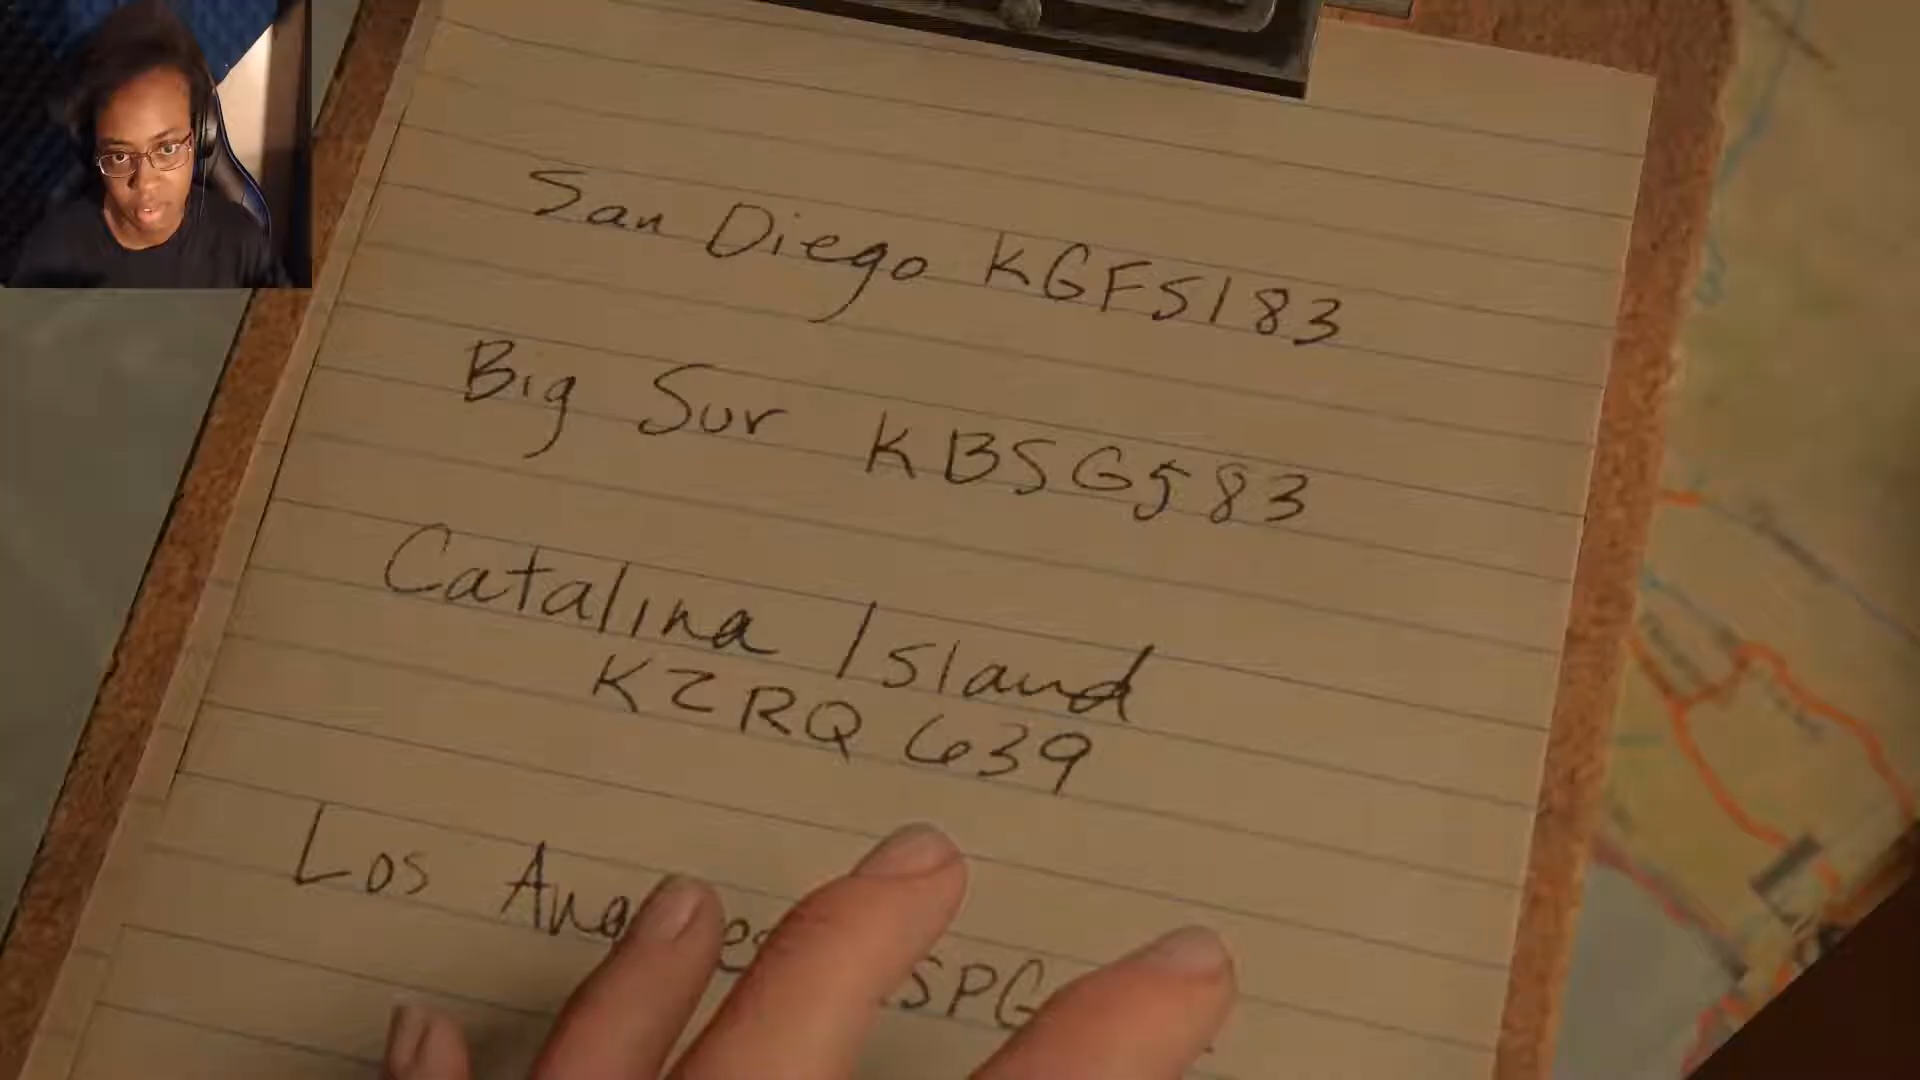 San Diego KGFS183
Big Sur KBSG583
Catalina Island
KZRQ 639
Los